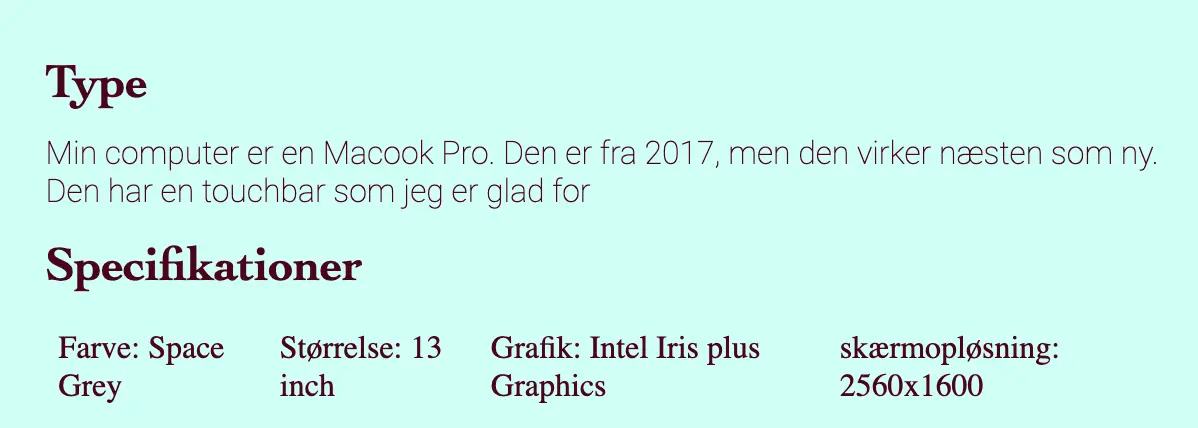 Type
Min computer er en Macook Pro. Den er fra 2017, men den virker næsten som ny.
Den har en touchbar som jeg er glad for
Specifikationer
Farve: Space Grey
Størrelse: 13 inch
Grafik: Intel Iris plus Graphics
skærmopløsning: 2560x1600